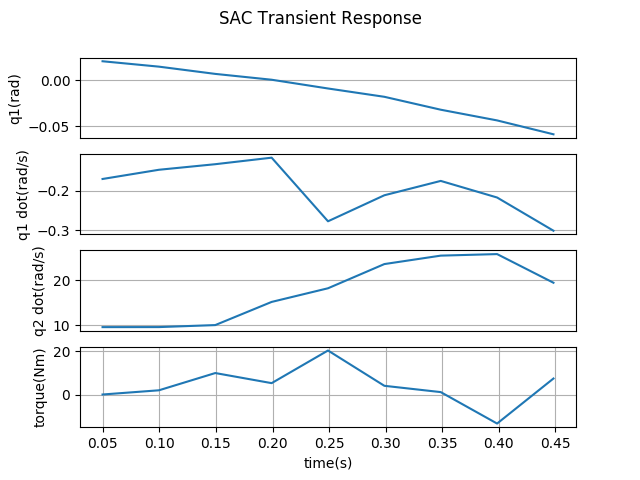 SAC Transient Response
q1(rad)
0.00
−0.05
q1 dot(rad/s)
−0.2
−0.3
q2 dot(rad/s)
20
10
torque(Nm)
20
0
0.05 0.10 0.15 0.20 0.25 0.30 0.35 0.40 0.45
time(s)